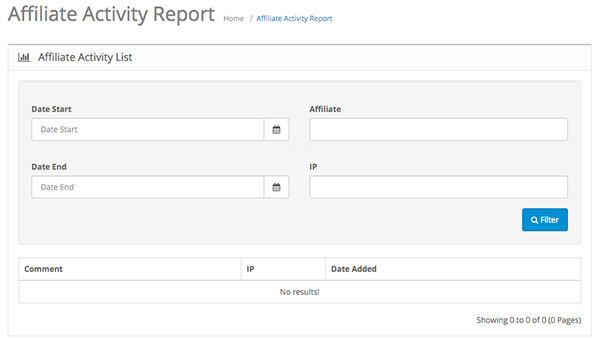 Affiliate Activity Report Home / Affiliate Activity Report
Affiliate Activity List
Date Start Affiliate
Date Start
Date End IP
Date End
Filter
Comment IP Date Added
No results!
Showing 0 to 0 of 0 (0 Pages)